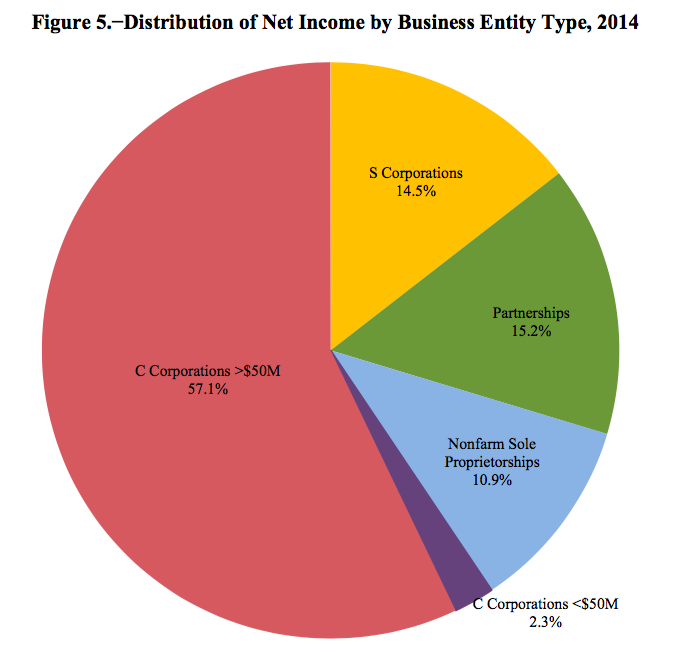 Figure 5.−Distribution of Net Income by Business Entity Type, 2014
S Corporations
14.5%
Partnerships
15.2%
C Corporations >$50M
57.1%
Nonfarm Sole
Proprietorships
10.9%
C Corporations <$50M
2.3%